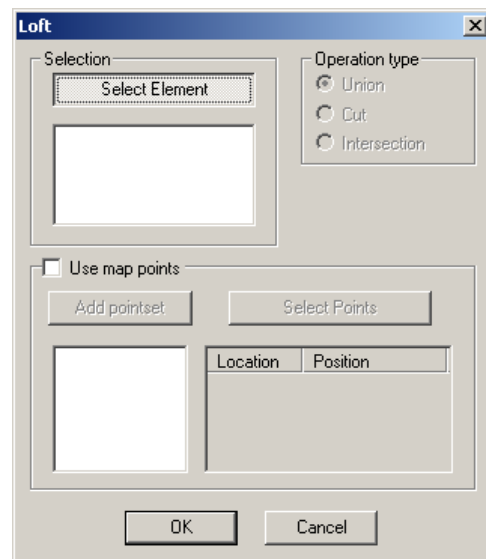 Loft
Selection
Select Element
Operation type
Union
Cut
Intersection
Use map points
Add pointset
Select Points
Location Position
OK Cancel